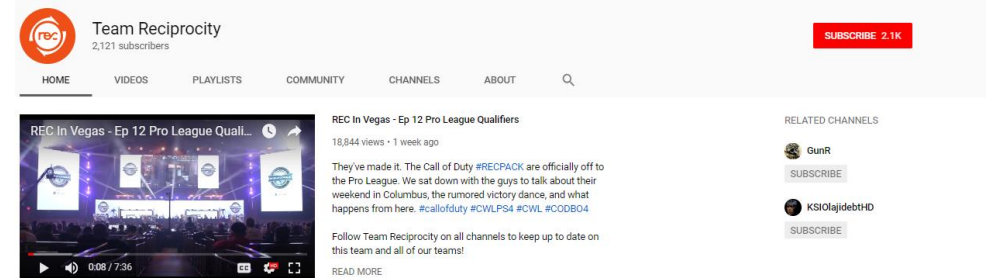 rec
Team Reciprocity
2,121 subscribers
SUBSCRIBE 2.1K
HOME VIDEOS PLAYLISTS COMMUNITY CHANNELS ABOUT
REC In Vegas - Ep 12 Pro League Quali...
0:08 / 7:36
CC
HD
REC In Vegas - Ep 12 Pro League Qualifiers
18,844 views • 1 week ago
They've made it. The Call of Duty #RECPACK are officially off to
the Pro League. We sat down with the guys to talk about their
weekend in Columbus, the rumored victory dance, and what
happens from here. #callofduty #CWLPS4 #CWL #CODBO4
Follow Team Reciprocity on all channels to keep up to date on
this team and all of our teams!
READ MORE
RELATED CHANNELS
GunR
SUBSCRIBE
KSIOlajidebtHD
SUBSCRIBE